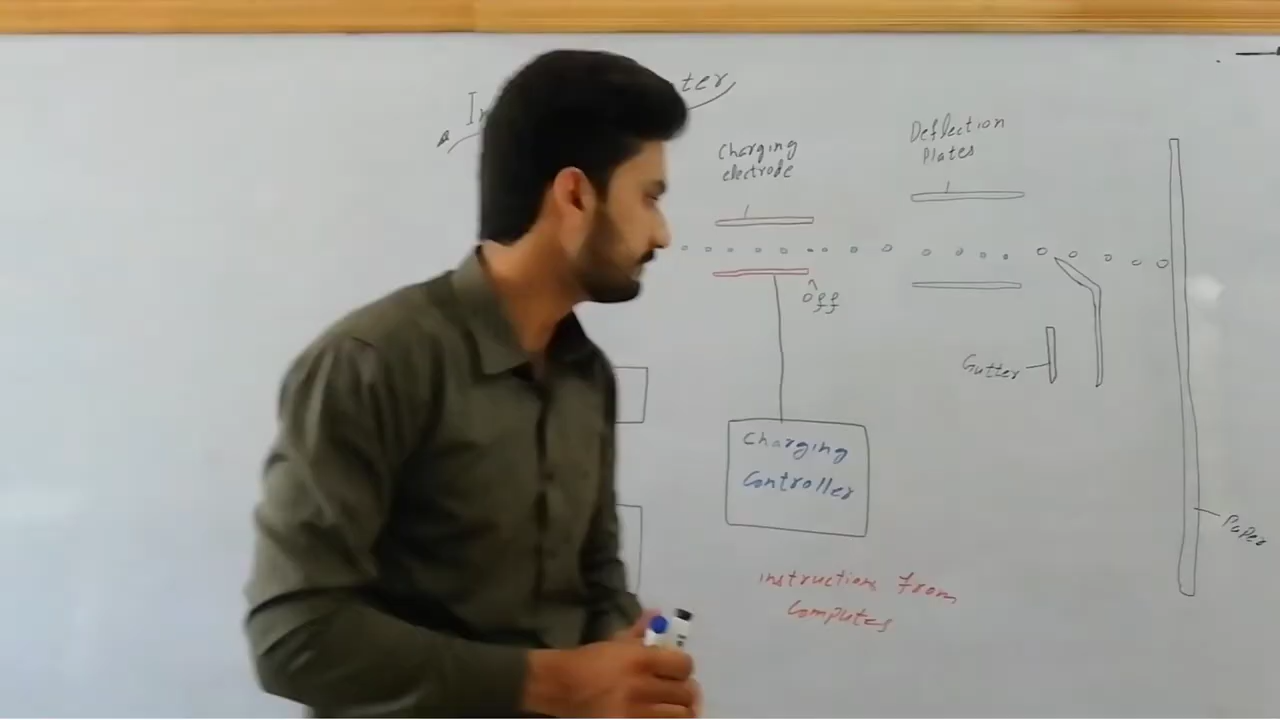 Charging
electrode
Deflection
Plates
off
Gutter
Charging
Controller
Paper
instructions from
Computer